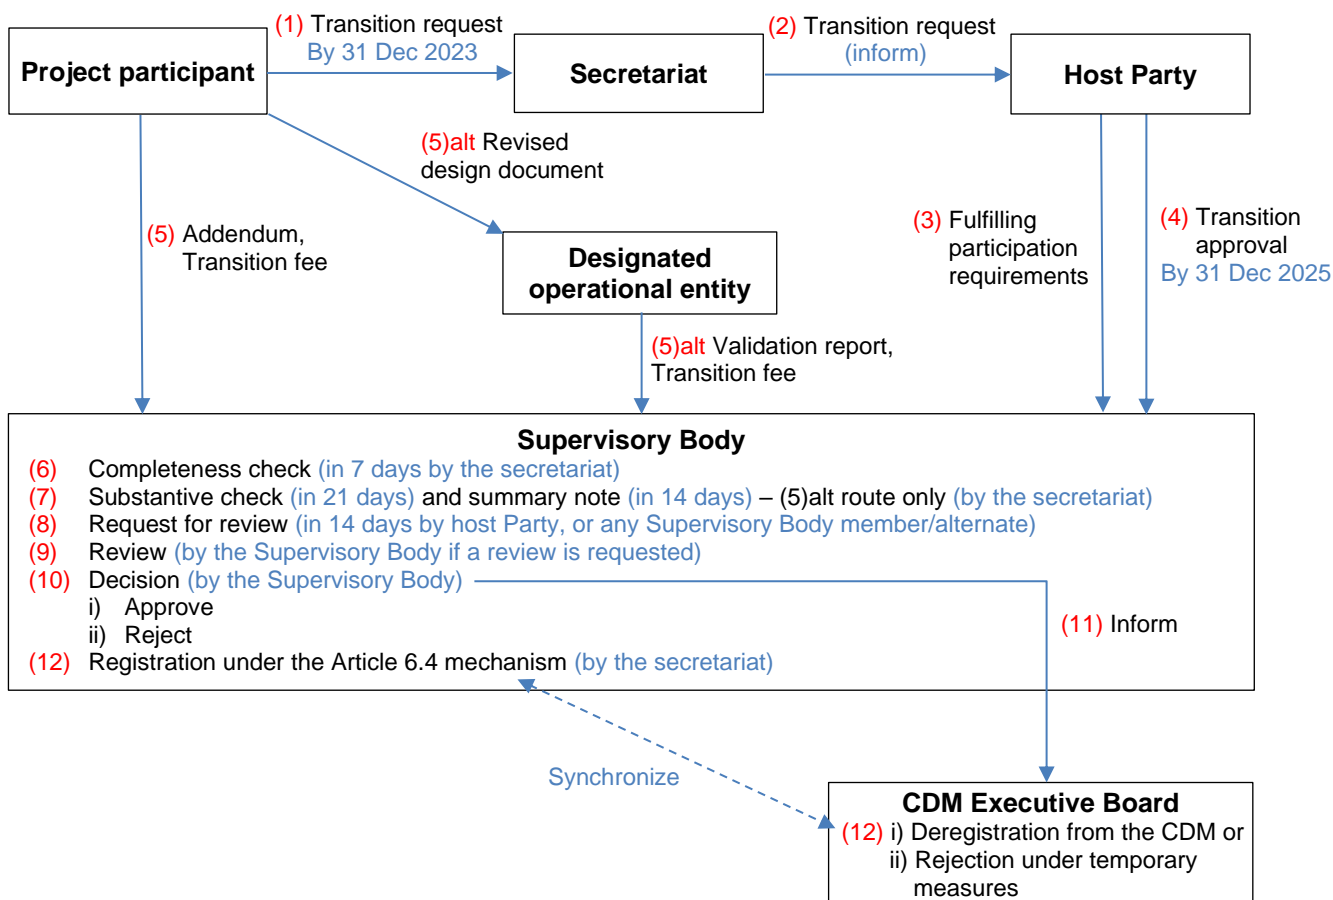 (1) Transition request
By 31 Dec 2023
(2) Transition request
(inform)
Project participant
Secretariat
Host Party
(5)alt Revised
design document
(5) Addendum,
Transition fee
(3) Fulfilling
participation
requirements
(4) Transition
approval
By 31 Dec 2025
Designated
operational entity
(5)alt Validation report,
Transition fee
Supervisory Body
(6) Completeness check (in 7 days by the secretariat)
(7) Substantive check (in 21 days) and summary note (in 14 days) – (5)alt route only (by the secretariat)
(8) Request for review (in 14 days by host Party, or any Supervisory Body member/alternate)
(9) Review (by the Supervisory Body if a review is requested)
(10) Decision (by the Supervisory Body)
i) Approve
ii) Reject
(11) Inform
(12) Registration under the Article 6.4 mechanism (by the secretariat)
Synchronize
CDM Executive Board
(12) i) Deregistration from the CDM or
ii) Rejection under temporary
measures